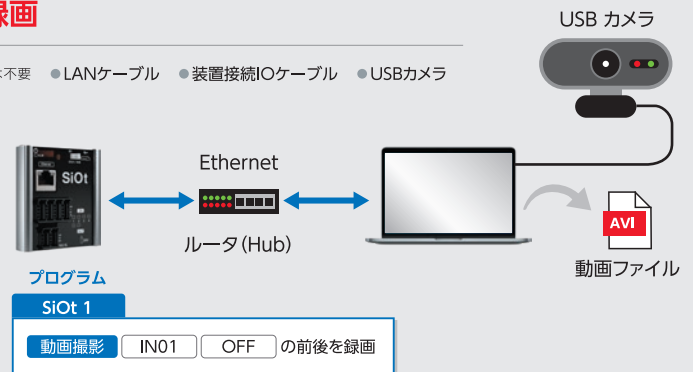 録画
USB カメラ
不要 ●LANケーブル ●装置接続IOケーブル ●USBカメラ
SiOt
Ethernet
ルータ(Hub)
AVI
動画ファイル
プログラム
SiOt 1
動画撮影 IN01 OFF の前後を録画